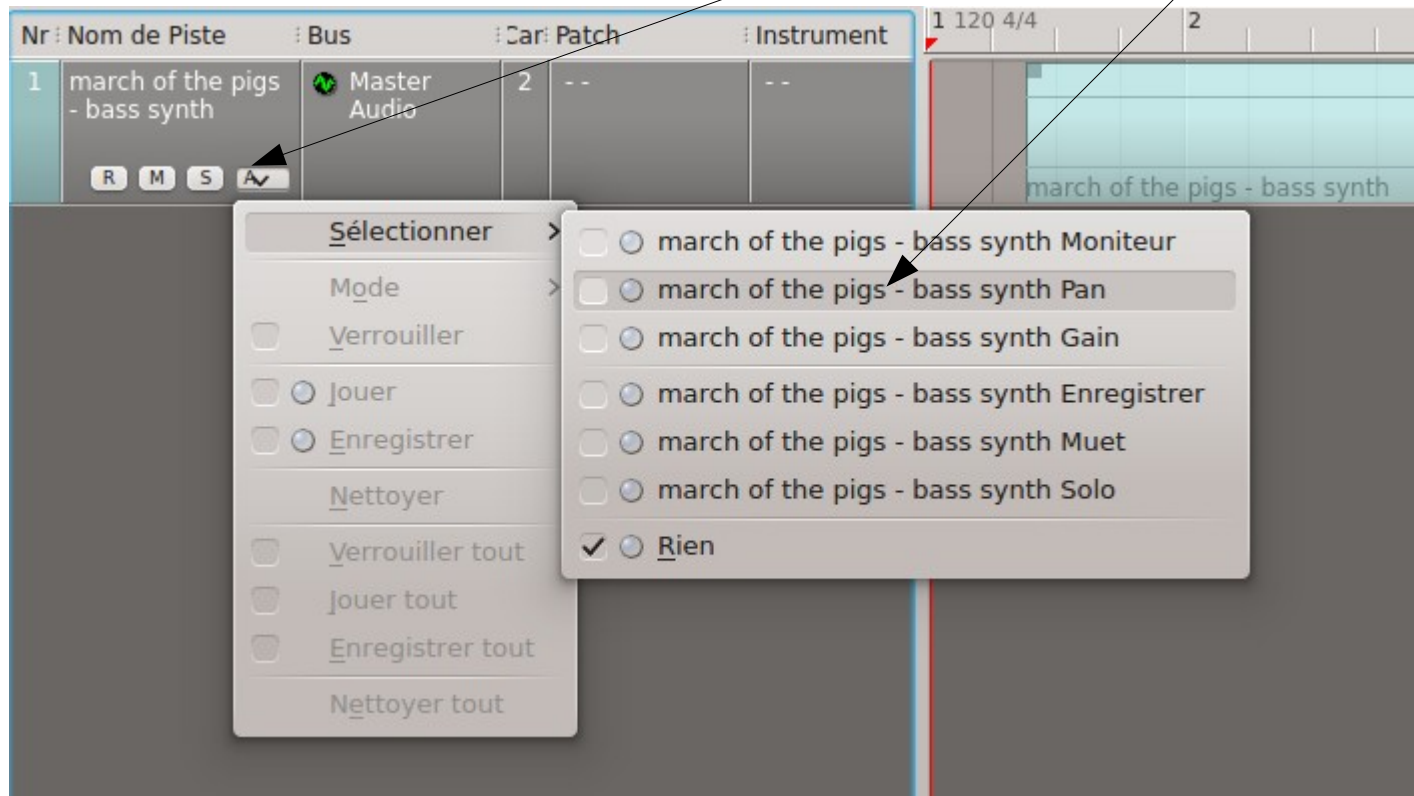 Nr Nom de Piste Bus Car Patch Instrument
1 120 4/4 2
1 march of the pigs Master 2 - - - -
- bass synth Audio
R M S A
march of the pigs - bass synth
Sélectionner
Mode
Verrouiller
Jouer
Enregistrer
Nettoyer
Verrouiller tout
Jouer tout
Enregistrer tout
Nettoyer tout
march of the pigs - bass synth Moniteur
march of the pigs - bass synth Pan
march of the pigs - bass synth Gain
march of the pigs - bass synth Enregistrer
march of the pigs - bass synth Muet
march of the pigs - bass synth Solo
Rien